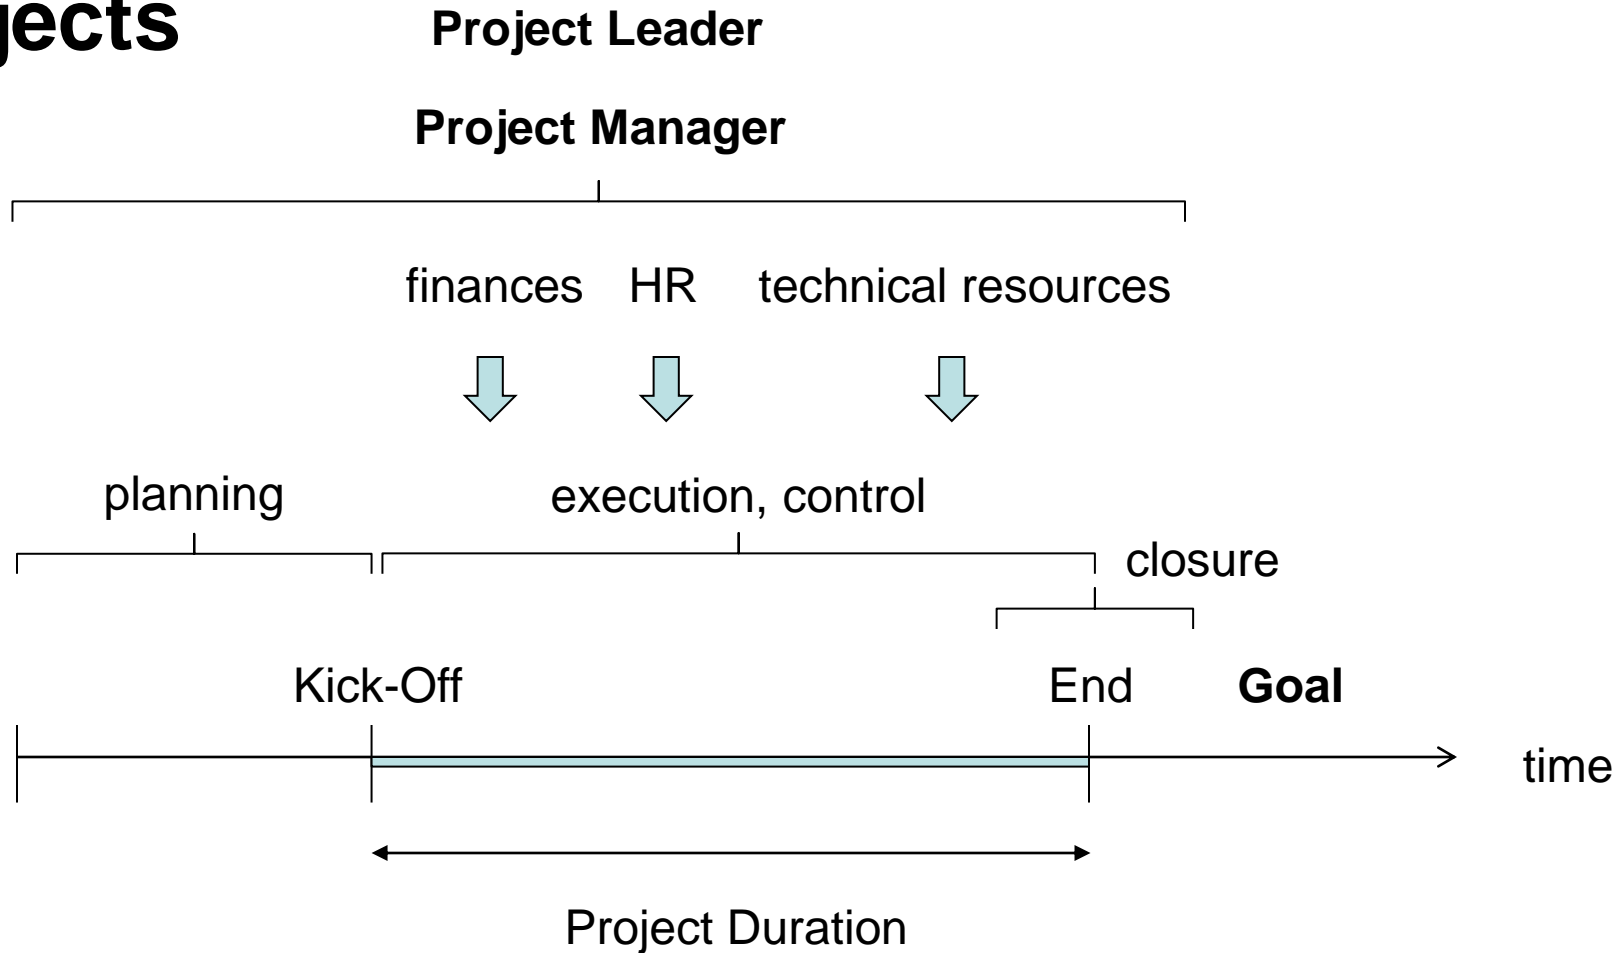 jects
Project Leader
Project Manager
finances HR technical resources
planning execution, control
closure
Kick-Off End Goal
time
Project Duration